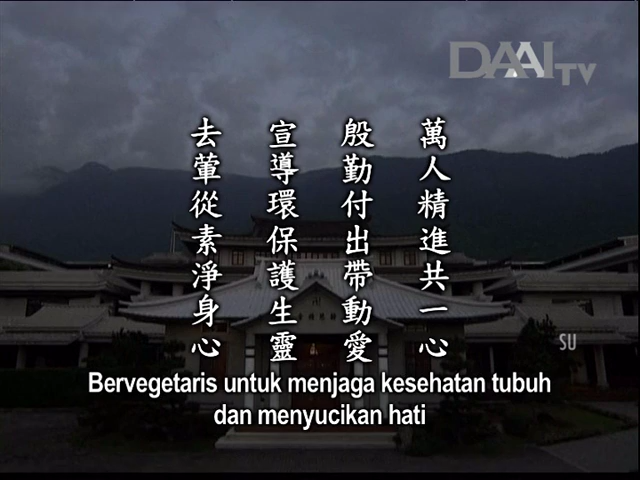 DAAI TV
萬人精進共一心
殷勤付出帶動愛
宣導環保護生靈
去葷從素淨身心
SU
Bervegetaris untuk menjaga kesehatan tubuh
dan menyucikan hati